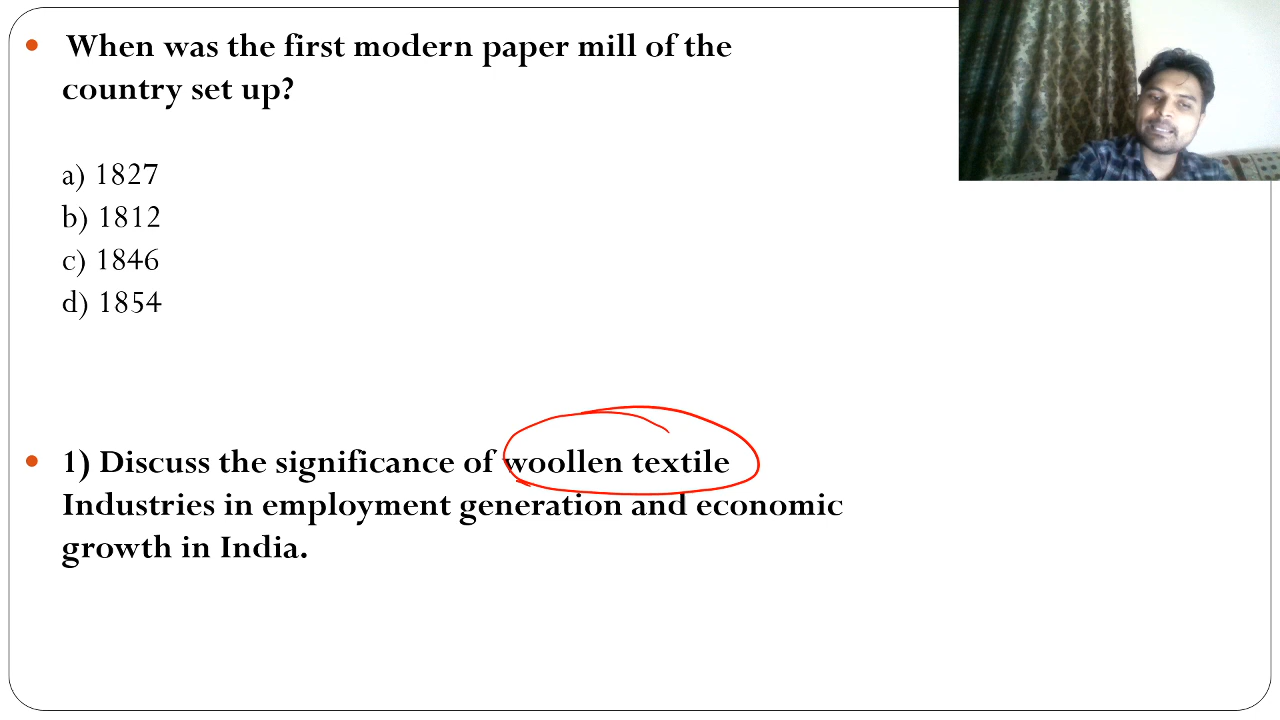 • When was the first modern paper mill of the
country set up?
a) 1827
b) 1812
c) 1846
d) 1854
• 1) Discuss the significance of woollen textile
Industries in employment generation and economic
growth in India.